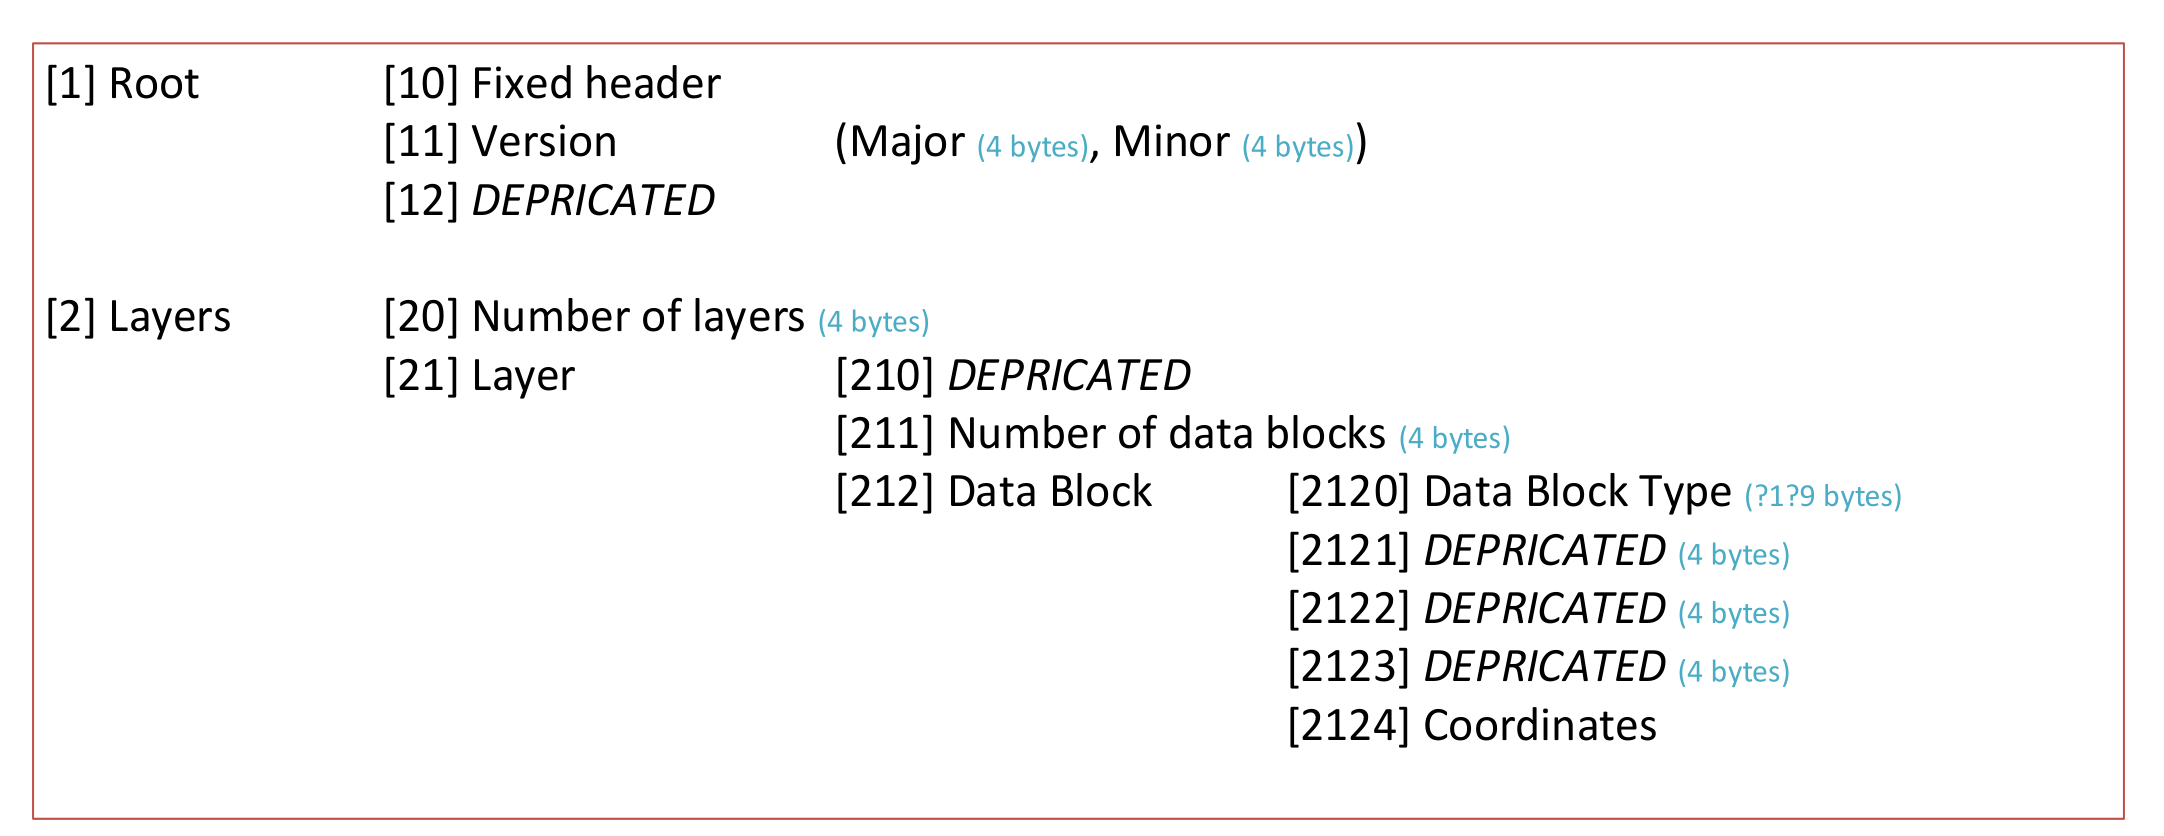 [1] Root [10] Fixed header
[11] Version (Major (4 bytes), Minor (4 bytes))
[12] DEPRICATED
[2] Layers [20] Number of layers (4 bytes)
[21] Layer [210] DEPRICATED
[211] Number of data blocks (4 bytes)
[212] Data Block [2120] Data Block Type (?1?9 bytes)
[2121] DEPRICATED (4 bytes)
[2122] DEPRICATED (4 bytes)
[2123] DEPRICATED (4 bytes)
[2124] Coordinates